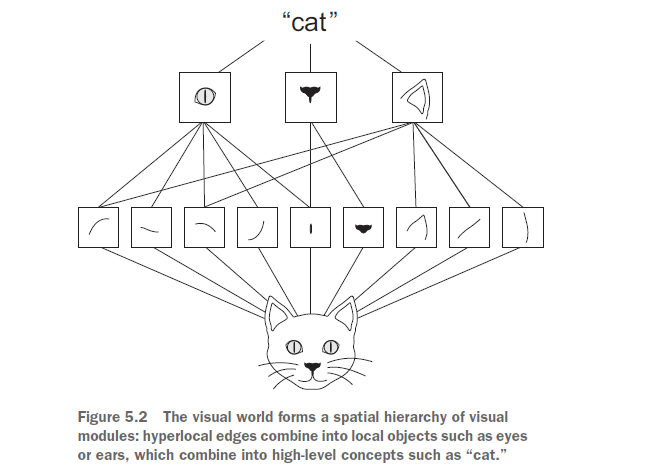 “cat”
Figure 5.2 The visual world forms a spatial hierarchy of visual
modules: hyperlocal edges combine into local objects such as eyes
or ears, which combine into high-level concepts such as “cat.”